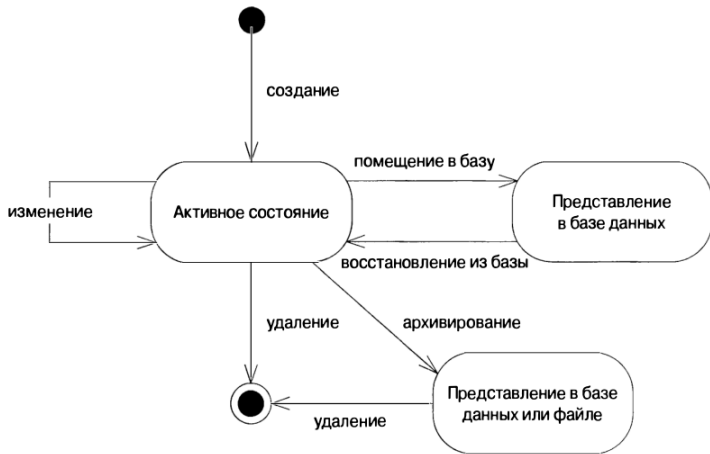 создание
помещение в базу
изменение
Активное состояние
Представление
в базе данных
восстановление из базы
удаление
архивирование
Представление в базе
данных или файле
удаление